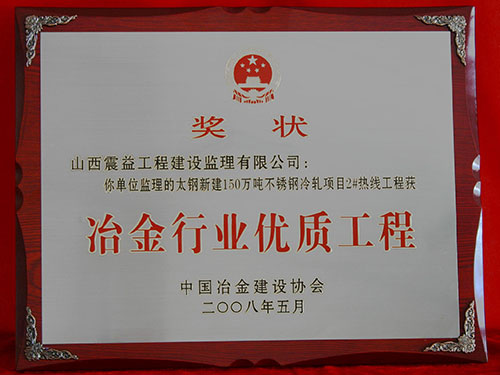 奖 状
山西震益工程建设监理有限公司：
你单位监理的太钢新建150万吨不锈钢冷轧项目2#热线工程获
冶金行业优质工程
中国冶金建设协会
二〇〇八年五月